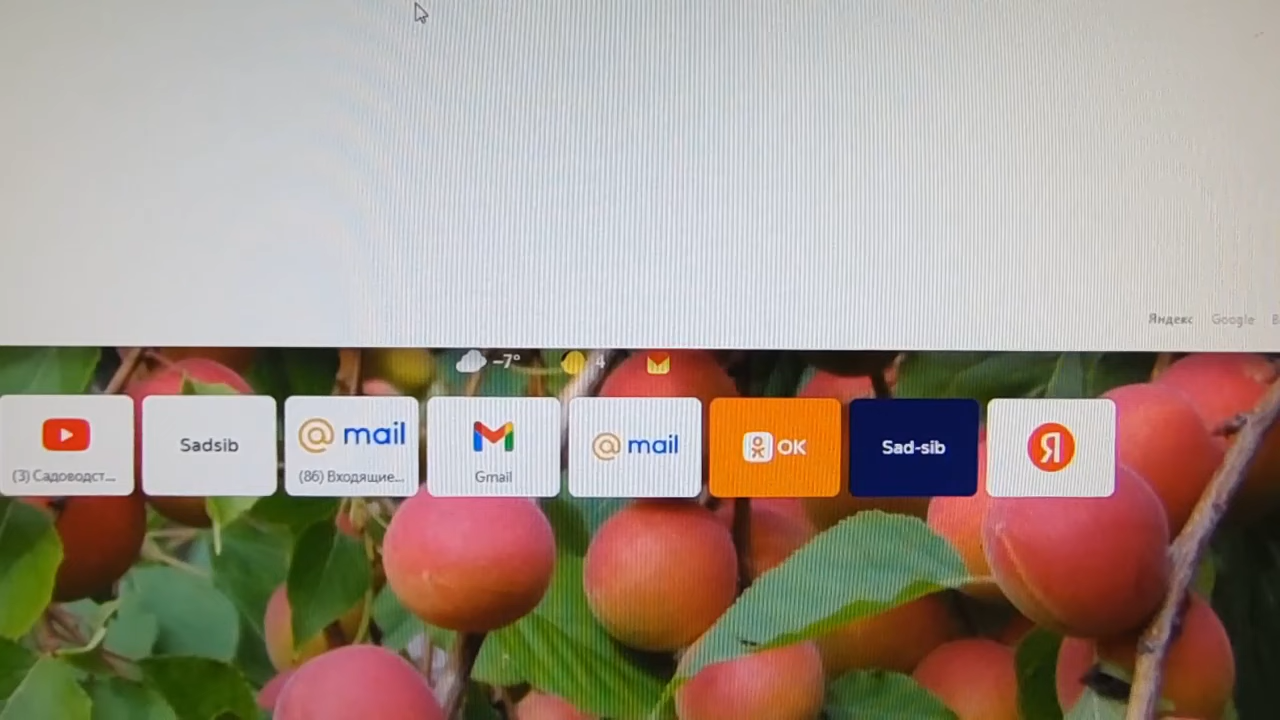 Яндекс Google
-7° 4
Sadsib
@mail
@mail
OK
Sad-sib
Я
(3) Садоводст...
(86) Входящие...
Gmail